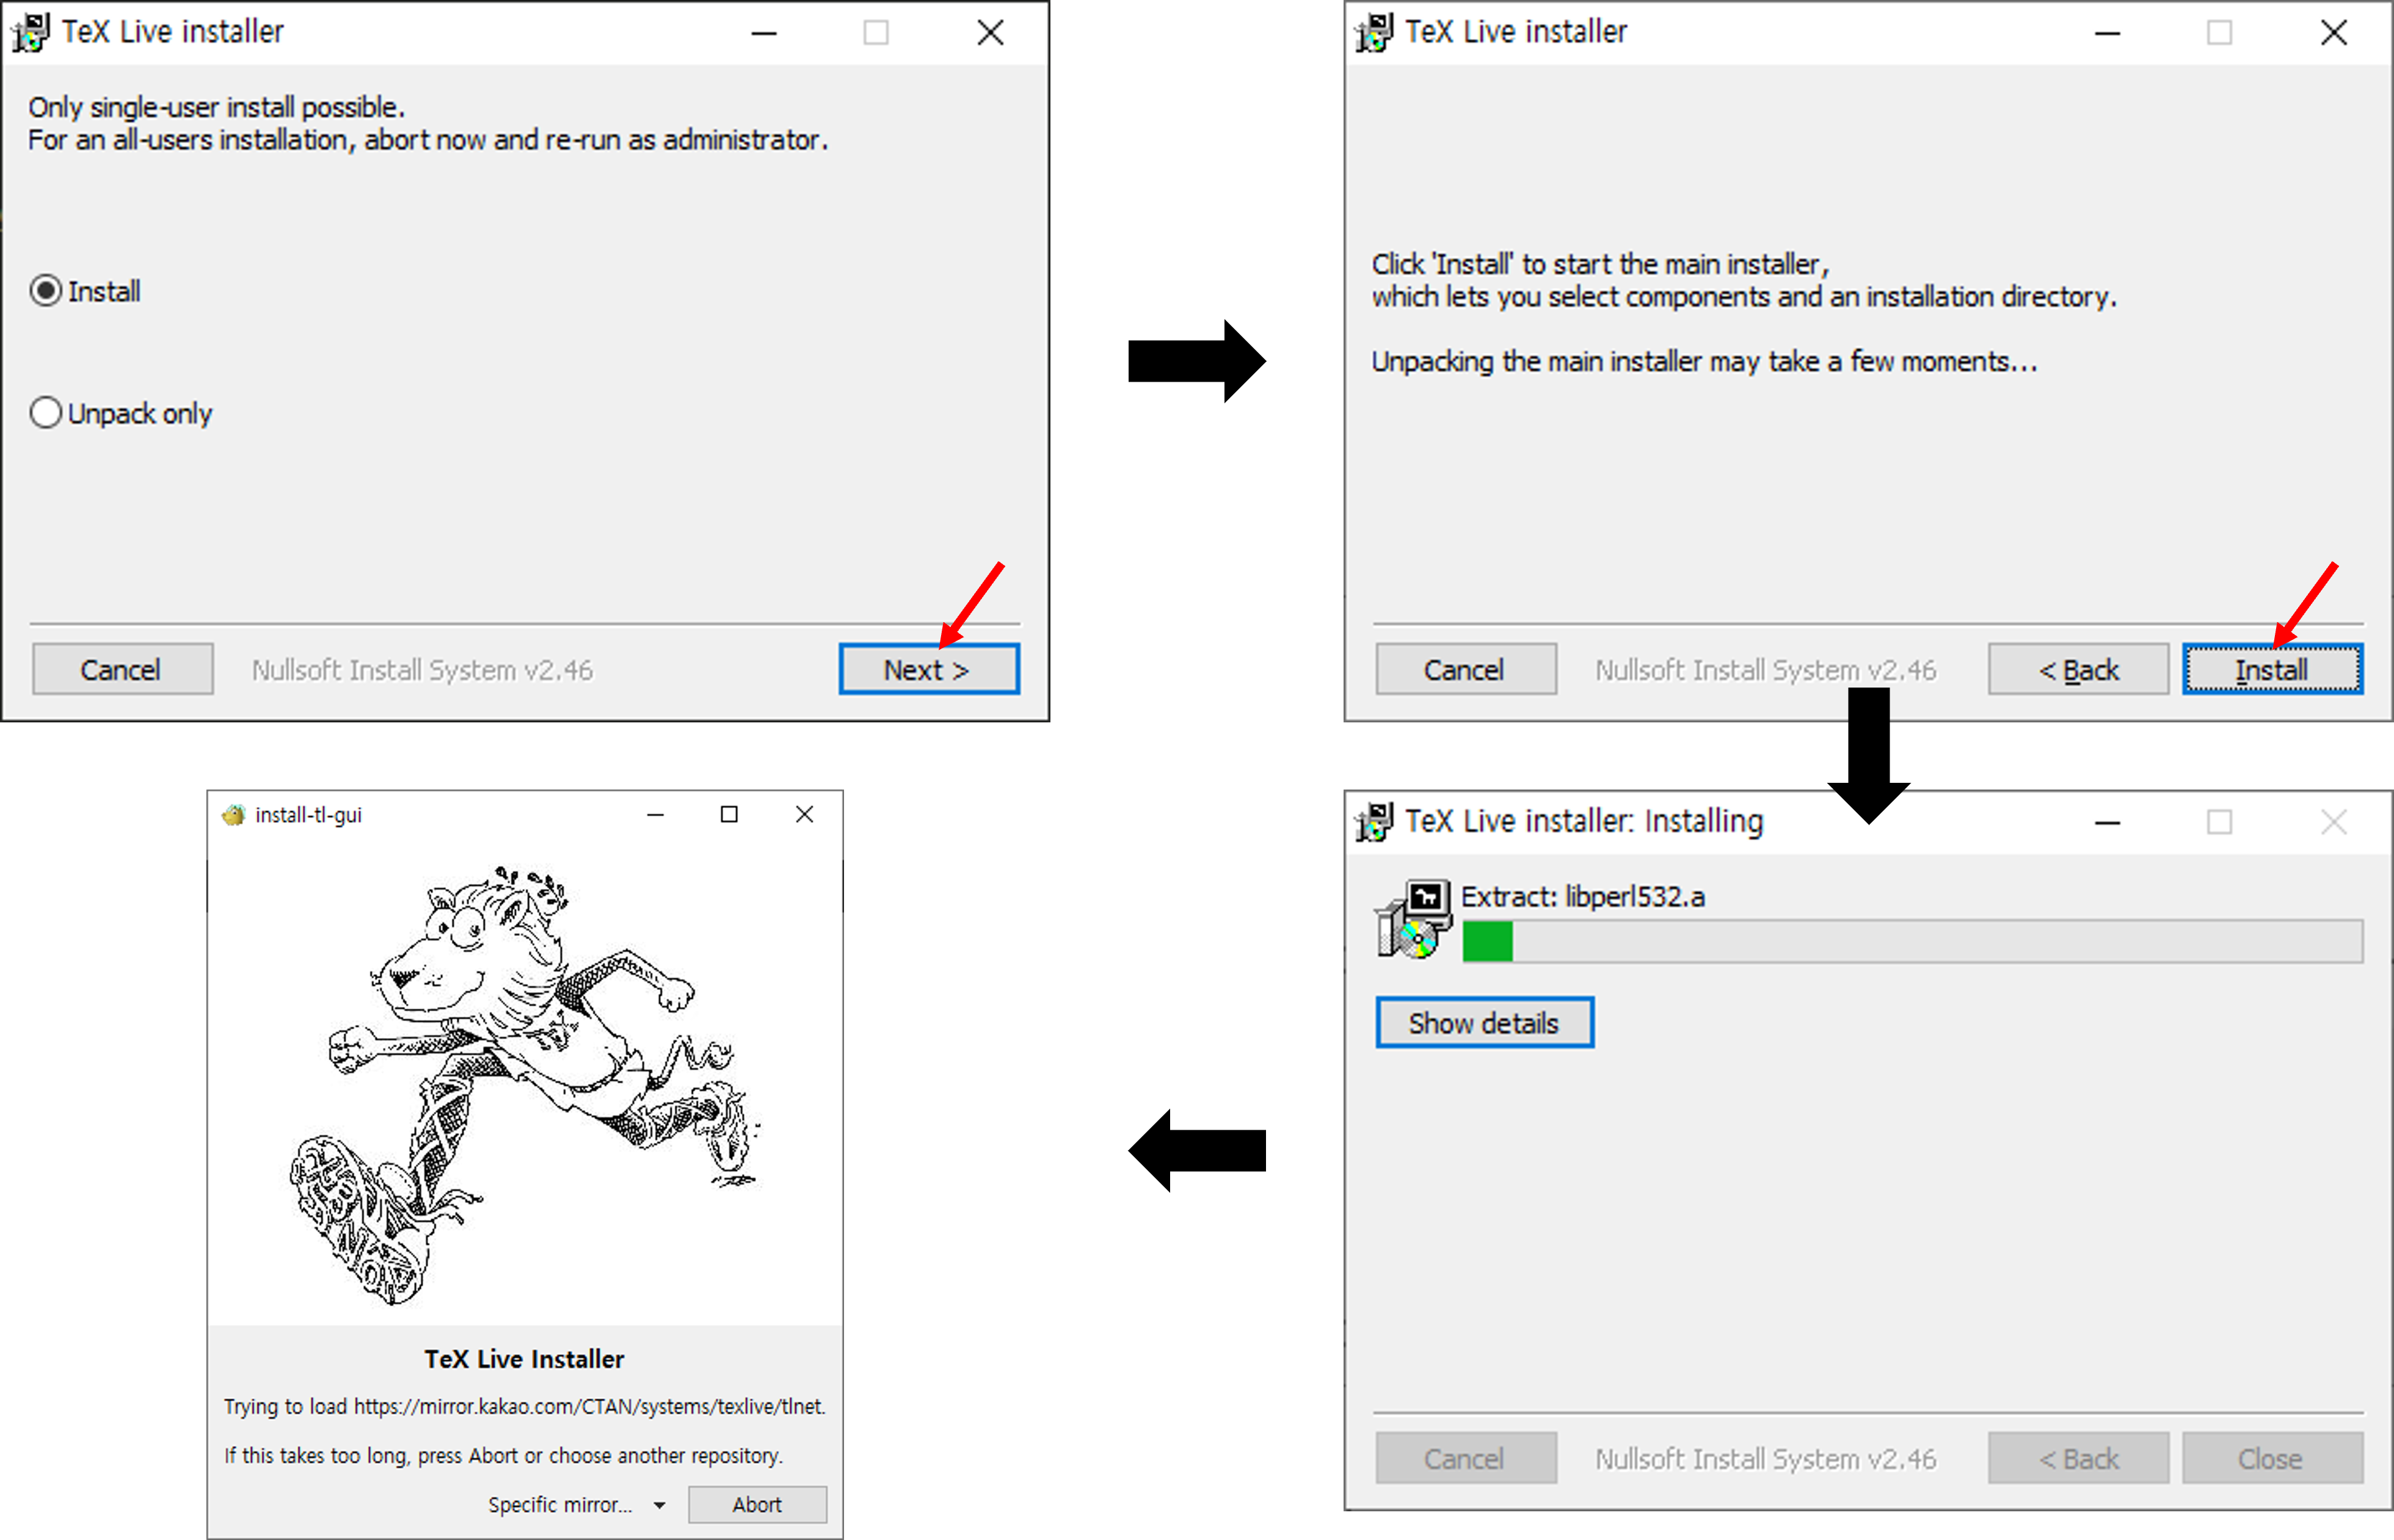 TeX Live installer
Only single-user install possible.
For an all-users installation, abort now and re-run as administrator.
Install
Unpack only
Cancel
Nullsoft Install System v2.46
Next >
TeX Live installer
Click 'Install' to start the main installer,
which lets you select components and an installation directory.
Unpacking the main installer may take a few moments...
Cancel
Nullsoft Install System v2.46
< Back
Install
TeX Live installer: Installing
Extract: libperl532.a
Show details
Cancel
Nullsoft Install System v2.46
< Back
Close
install-tl-gui
TeX Live Installer
Trying to load https://mirror.kakao.com/CTAN/systems/texlive/tlnet.
If this takes too long, press Abort or choose another repository.
Specific mirror...
Abort